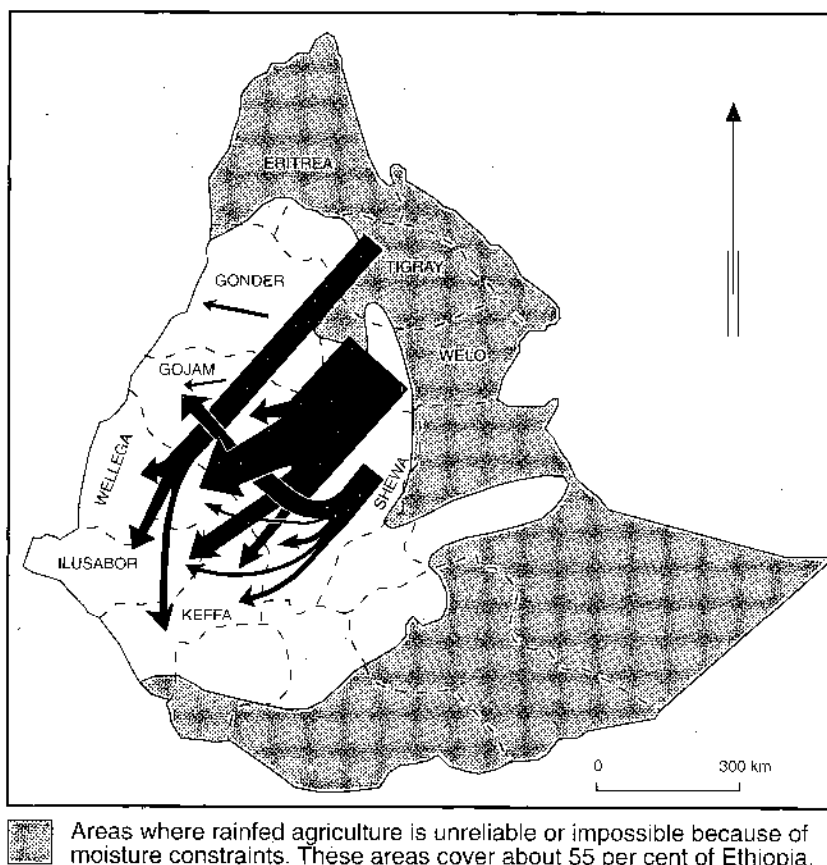 ERITREA
TIGRAY
GONDER
WELO
GOJAM
WELLEGA
SHEWA
ILUSABOR
KEFFA
0 300 km
Areas where rainfed agriculture is unreliable or impossible because of
moisture constraints. These areas cover about 55 per cent of Ethiopia.